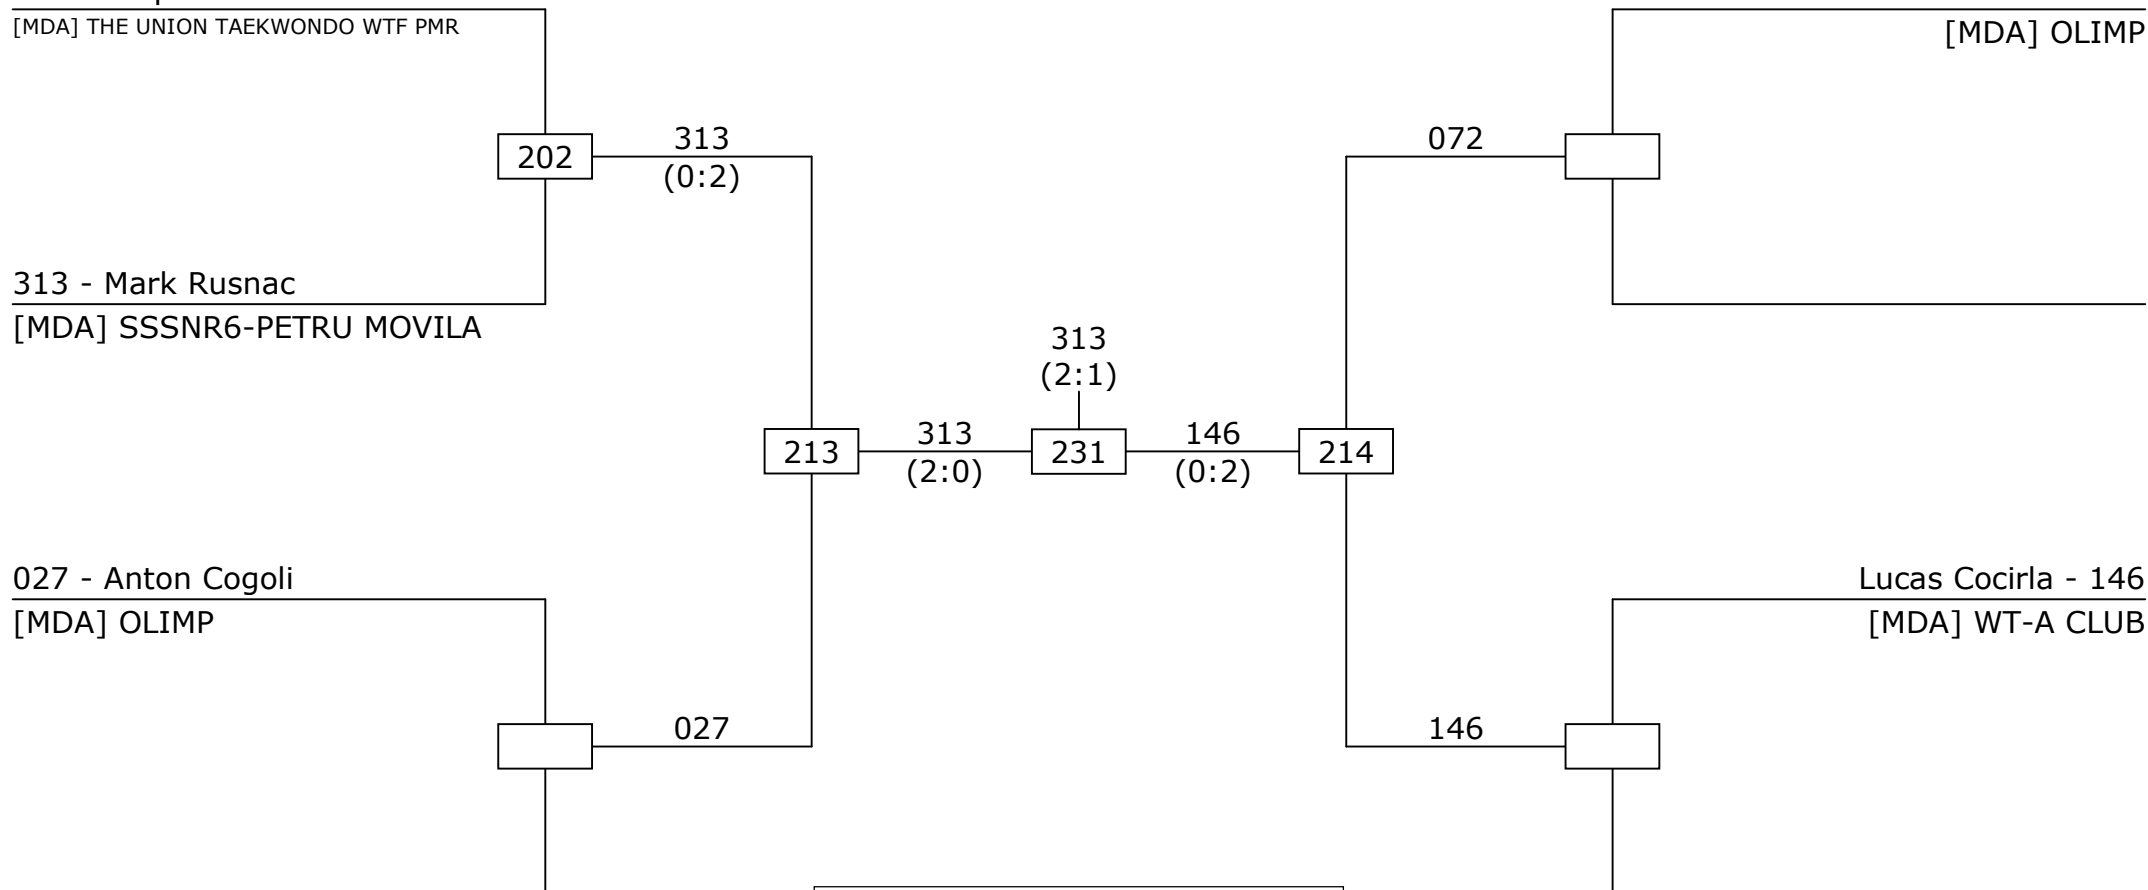 [MDA] THE UNION TAEKWONDO WTF PMR
[MDA] OLIMP
202
313
(0:2)
072
313 - Mark Rusnac
[MDA] SSSNR6-PETRU MOVILA
313
(2:1)
213
313
(2:0)
231
146
(0:2)
214
027 - Anton Cogoli
[MDA] OLIMP
Lucas Cocirla - 146
[MDA] WT-A CLUB
027
146